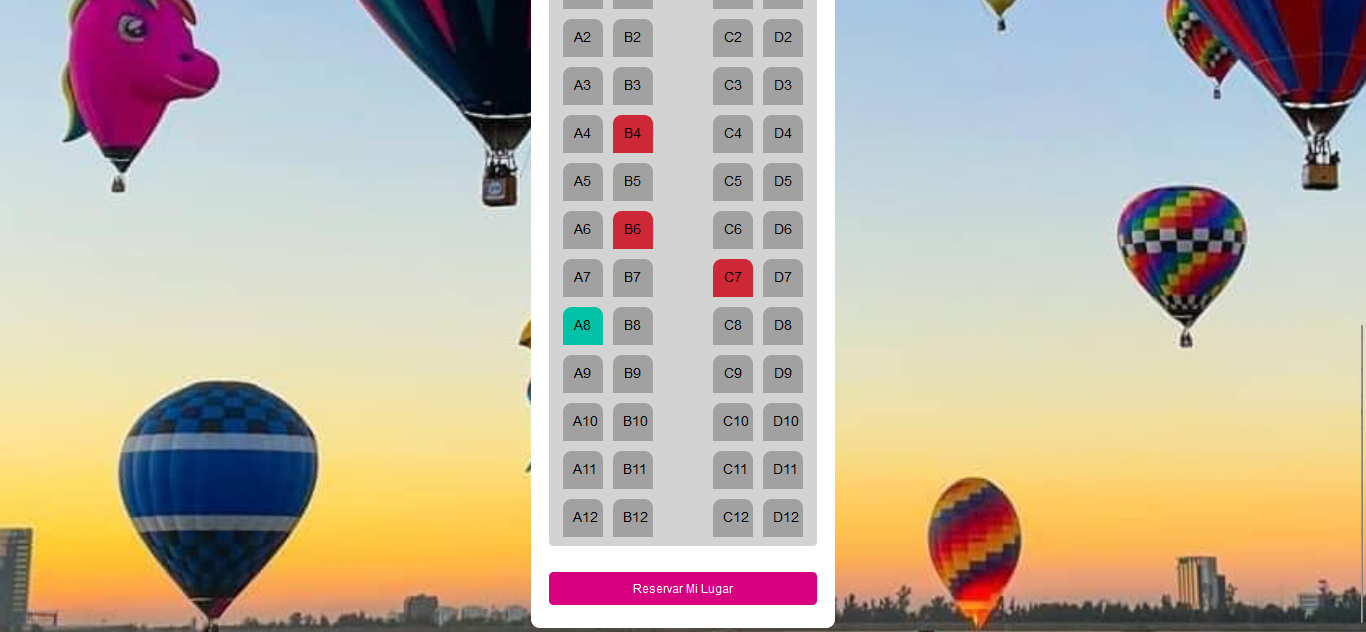 A2 B2 C2 D2
A3 B3 C3 D3
A4 B4 C4 D4
A5 B5 C5 D5
A6 B6 C6 D6
A7 B7 C7 D7
A8 B8 C8 D8
A9 B9 C9 D9
A10 B10 C10 D10
A11 B11 C11 D11
A12 B12 C12 D12
Reservar Mi Lugar